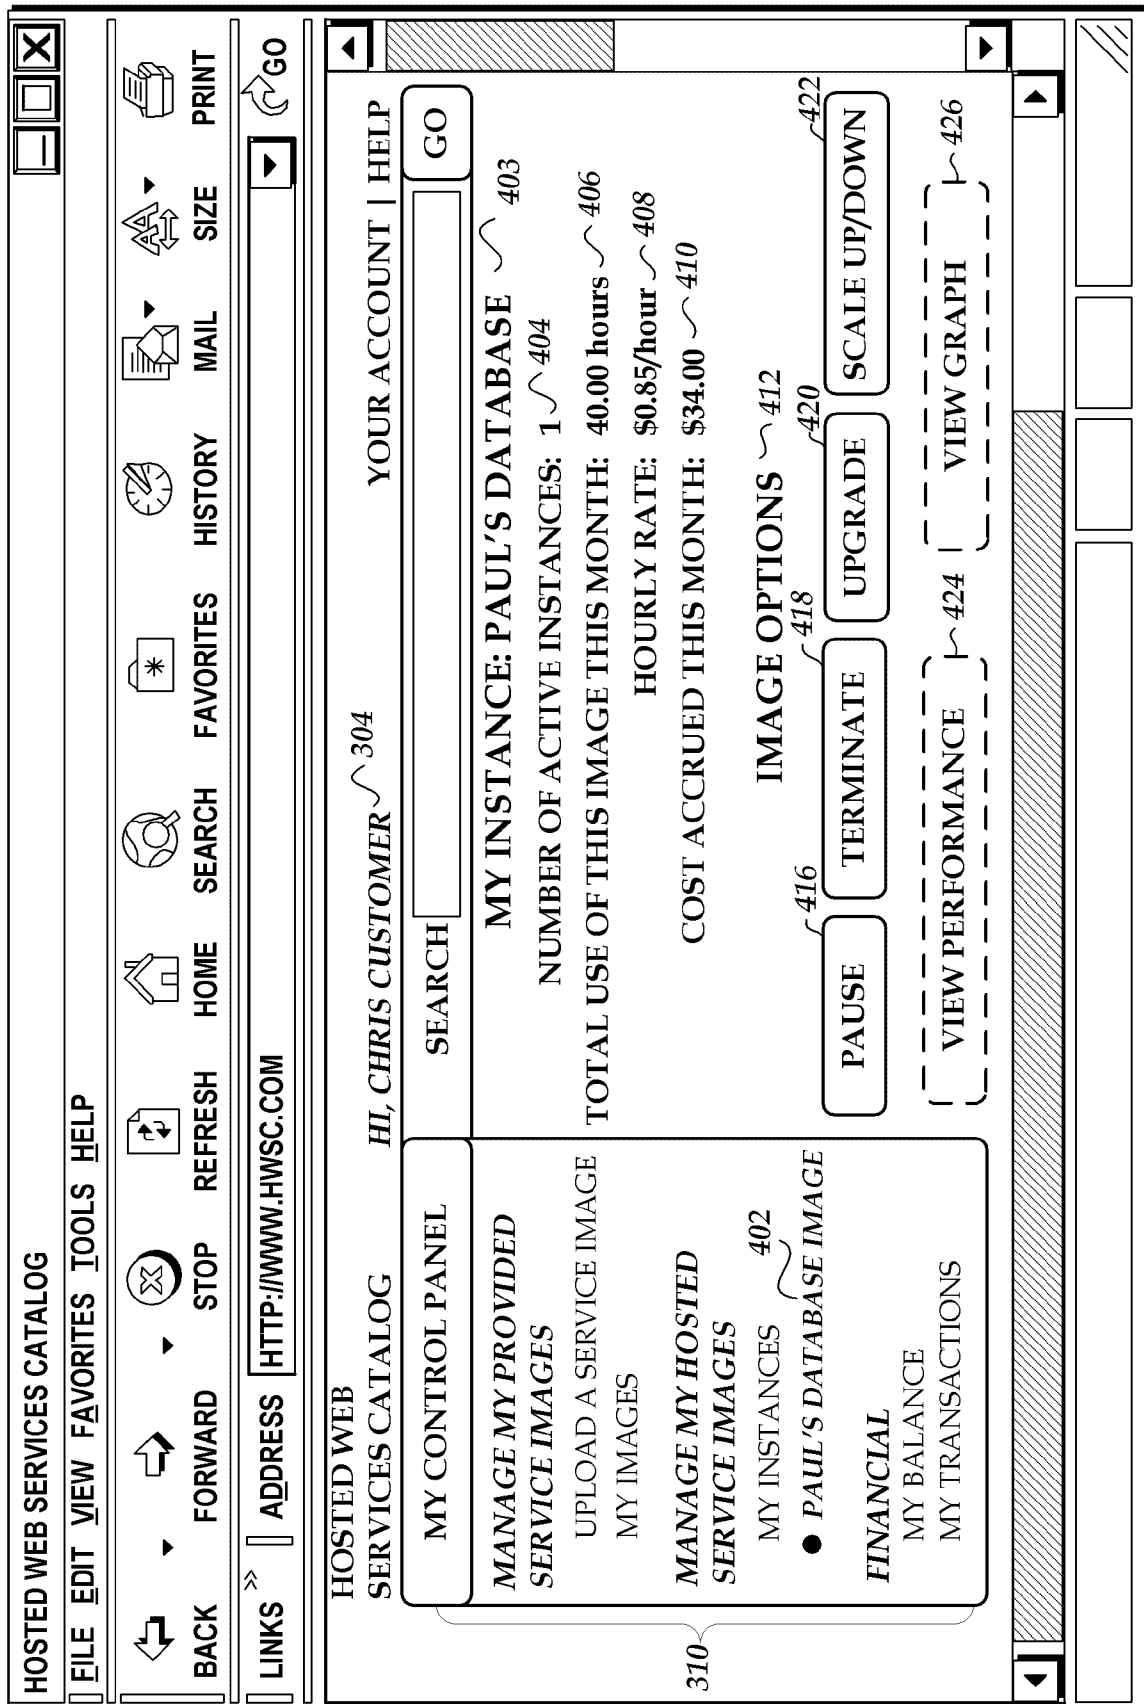 HOSTED WEB SERVICES CATALOG
FILE EDIT VIEW FAVORITES TOOLS HELP
BACK FORWARD STOP REFRESH HOME SEARCH FAVORITES HISTORY MAIL SIZE PRINT
LINKS » ADDRESS HTTP://WWW.HWSC.COM GO
HOSTED WEB
SERVICES CATALOG
HI, CHRIS CUSTOMER 304
YOUR ACCOUNT | HELP
SEARCH GO
310
MY CONTROL PANEL
MANAGE MY PROVIDED
SERVICE IMAGES
UPLOAD A SERVICE IMAGE
MY IMAGES
MANAGE MY HOSTED
SERVICE IMAGES
MY INSTANCES 402
● PAUL'S DATABASE IMAGE
FINANCIAL
MY BALANCE
MY TRANSACTIONS
MY INSTANCE: PAUL'S DATABASE 403
NUMBER OF ACTIVE INSTANCES: 1 404
TOTAL USE OF THIS IMAGE THIS MONTH: 40.00 hours 406
HOURLY RATE: $0.85/hour 408
COST ACCRUED THIS MONTH: $34.00 410
IMAGE OPTIONS 412
416 418 420 422
PAUSE TERMINATE UPGRADE SCALE UP/DOWN
VIEW PERFORMANCE 424 VIEW GRAPH 426